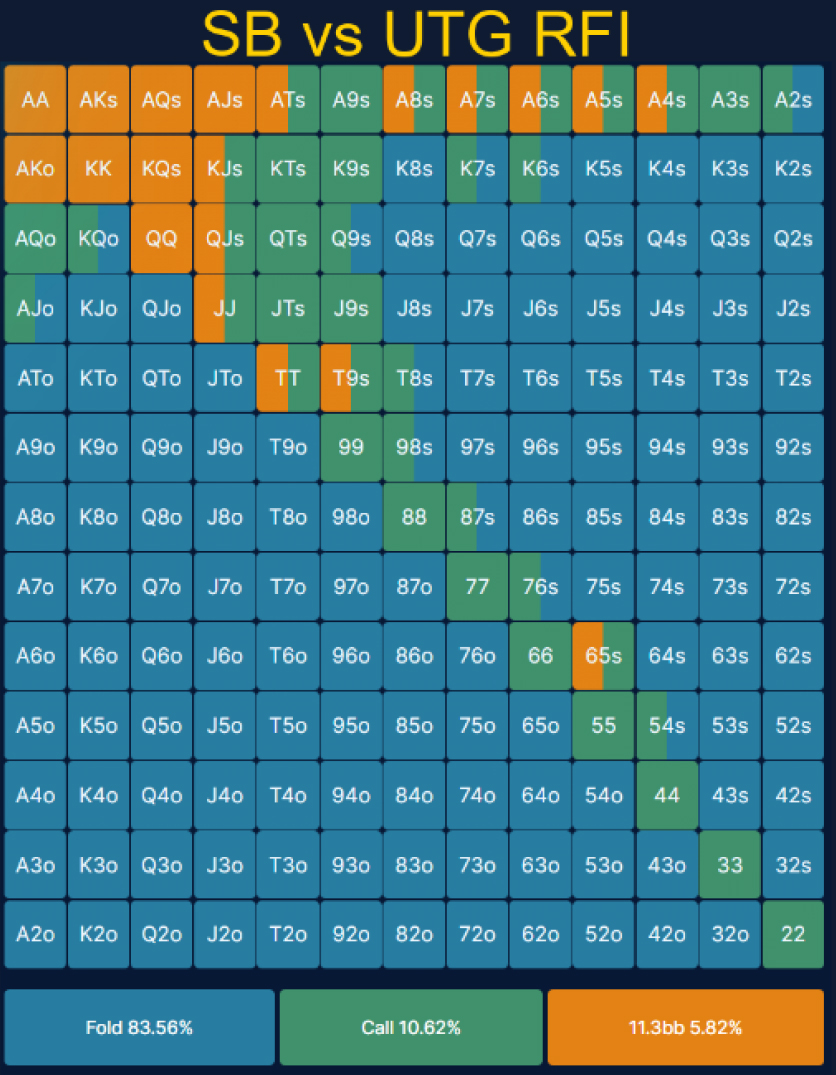 SB vs UTG RFI
AA AKs AQs AJs ATs A9s A8s A7s A6s A5s A4s A3s A2s
AKo KK KQs KJs KTs K9s K8s K7s K6s K5s K4s K3s K2s
AQo KQo QQ QJs QTs Q9s Q8s Q7s Q6s Q5s Q4s Q3s Q2s
AJo KJo QJo JJ JTs J9s J8s J7s J6s J5s J4s J3s J2s
ATo KTo QTo JTo TT T9s T8s T7s T6s T5s T4s T3s T2s
A9o K9o Q9o J9o T9o 99 98s 97s 96s 95s 94s 93s 92s
A8o K8o Q8o J8o T8o 98o 88 87s 86s 85s 84s 83s 82s
A7o K7o Q7o J7o T7o 97o 87o 77 76s 75s 74s 73s 72s
A6o K6o Q6o J6o T6o 96o 86o 76o 66 65s 64s 63s 62s
A5o K5o Q5o J5o T5o 95o 85o 75o 65o 55 54s 53s 52s
A4o K4o Q4o J4o T4o 94o 84o 74o 64o 54o 44 43s 42s
A3o K3o Q3o J3o T3o 93o 83o 73o 63o 53o 43o 33 32s
A2o K2o Q2o J2o T2o 92o 82o 72o 62o 52o 42o 32o 22
Fold 83.56% Call 10.62% 11.3bb 5.82%